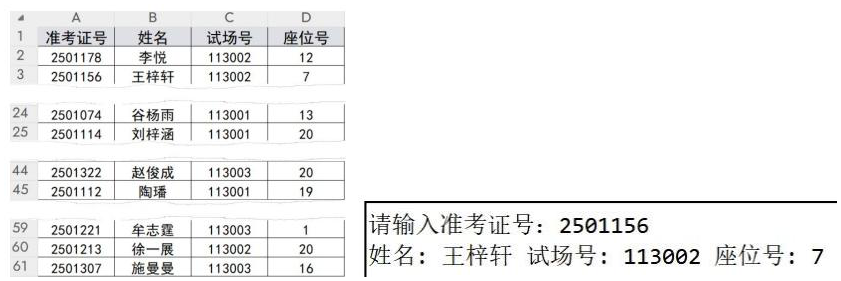 A B C D
1 准考证号 姓名 试场号 座位号
2 2501178 李悦 113002 12
3 2501156 王梓轩 113002 7
24 2501074 谷杨雨 113001 13
25 2501114 刘梓涵 113001 20
44 2501322 赵俊成 113003 20
45 2501112 陶璠 113001 19
59 2501221 牟志霆 113003 1
60 2501213 徐一展 113002 20
61 2501307 施曼曼 113003 16
请输入准考证号: 2501156
姓名: 王梓轩 试场号: 113002 座位号: 7